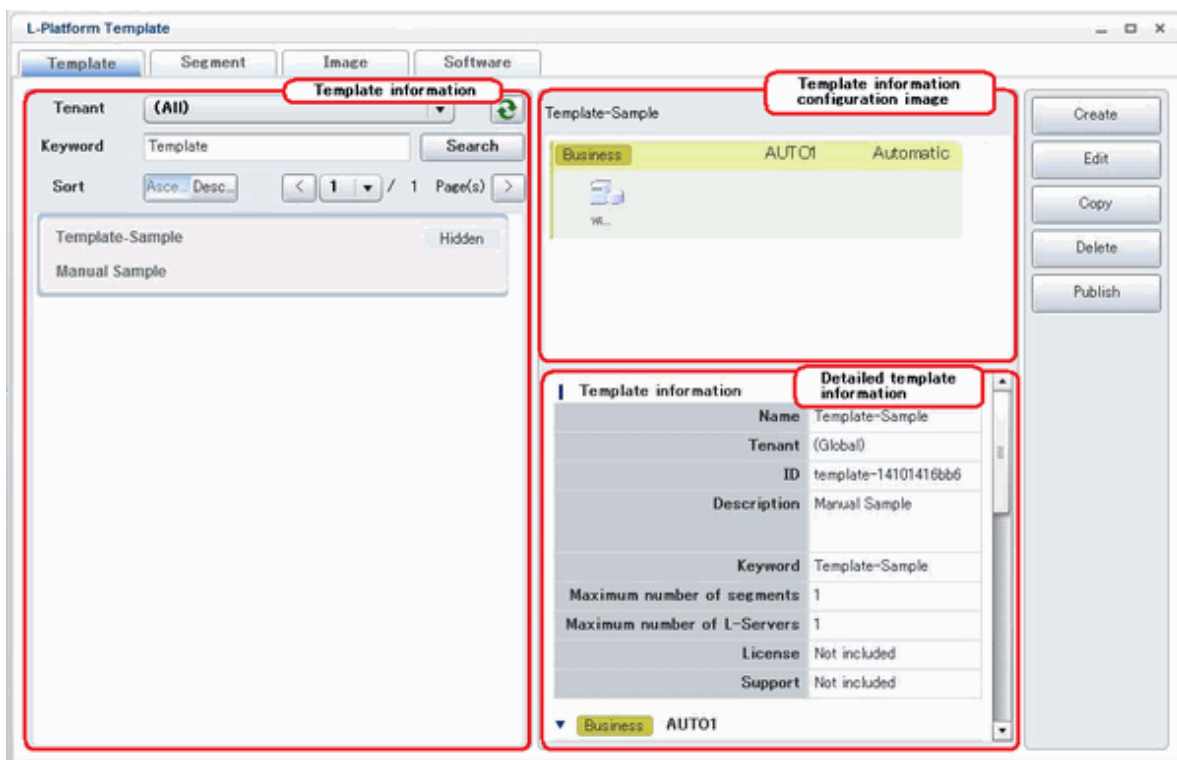 L-Platform Template
Template Segment Image Software
Template information
Tenant (All)
Keyword Template Search
Sort Asce... Desc... < 1 / 1 Page(s) >
Template-Sample Hidden
Manual Sample
Template information
configuration image
Template-Sample
Business AUTO1 Automatic
Detailed template
information
Template information
Name Template-Sample
Tenant (Global)
ID template-14101416bb6
Description Manual Sample
Keyword Template-Sample
Maximum number of segments 1
Maximum number of L-Servers 1
License Not included
Support Not included
Business AUTO1
Create
Edit
Copy
Delete
Publish